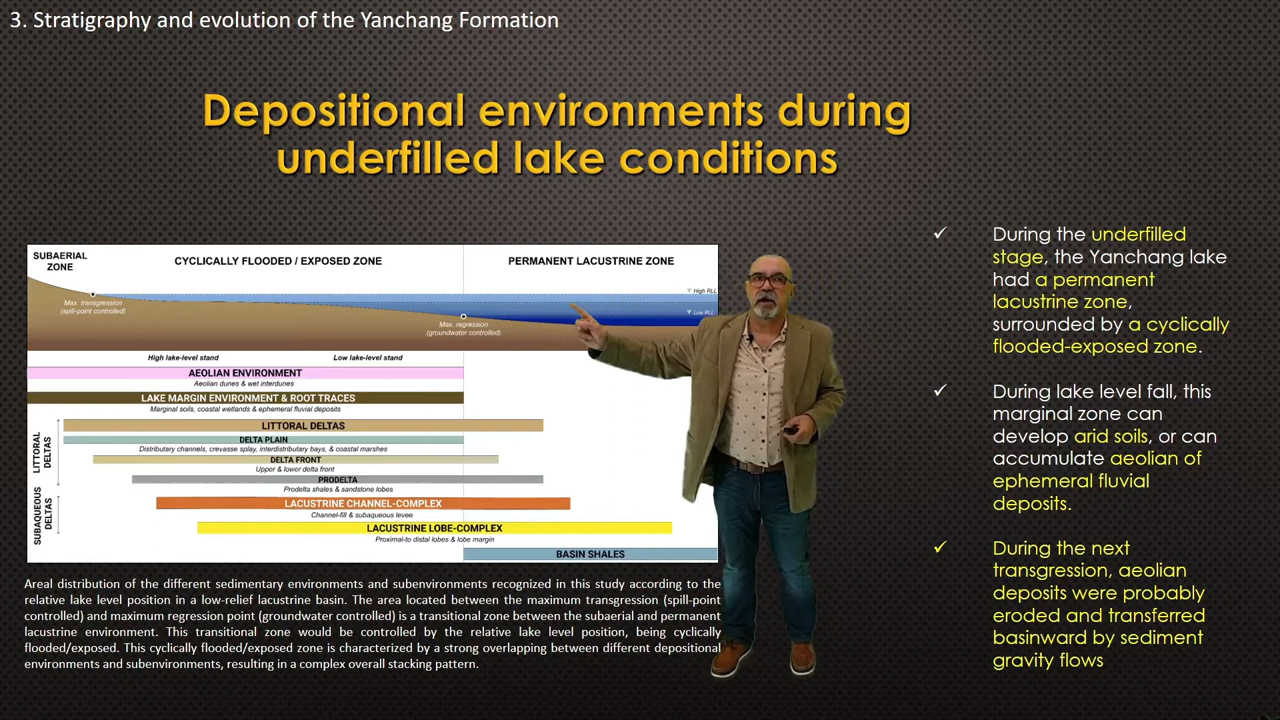 3. Stratigraphy and evolution of the Yanchang Formation
Depositional environments during
underfilled lake conditions
SUBAERIAL
ZONE
CYCLICALLY FLOODED / EXPOSED ZONE
PERMANENT LACUSTRINE ZONE
High RLL
Max. transgression
(spill-point controlled)
Low RLL
Max. regression
(groundwater controlled)
High lake-level stand
Low lake-level stand
AEOLIAN ENVIRONMENT
Aeolian dunes & wet interdunes
LAKE MARGIN ENVIRONMENT & ROOT TRACES
Marginal soils, coastal wetlands & ephemeral fluvial deposits
LITTORAL
DELTAS
LITTORAL DELTAS
DELTA PLAIN
Distributary channels, crevasse splay, interdistributary bays, & coastal marshes
DELTA FRONT
Upper & lower delta front
PRODELTA
Prodelta shales & sandstone lobes
SUBAQUEOUS
DELTAS
LACUSTRINE CHANNEL-COMPLEX
Channel-fill & subaqueous levee
LACUSTRINE LOBE-COMPLEX
Proximal-to distal lobes & lobe margin
BASIN SHALES
Areal distribution of the different sedimentary environments and subenvironments recognized in this study according to the
relative lake level position in a low-relief lacustrine basin. The area located between the maximum transgression (spill-point
controlled) and maximum regression point (groundwater controlled) is a transitional zone between the subaerial and permanent
lacustrine environment. This transitional zone would be controlled by the relative lake level position, being cyclically
flooded/exposed. This cyclically flooded/exposed zone is characterized by a strong overlapping between different depositional
environments and subenvironments, resulting in a complex overall stacking pattern.
✓ During the underfilled
stage, the Yanchang lake
had a permanent
lacustrine zone,
surrounded by a cyclically
flooded-exposed zone.
✓ During lake level fall, this
marginal zone can
develop arid soils, or can
accumulate aeolian of
ephemeral fluvial
deposits.
✓ During the next
transgression, aeolian
deposits were probably
eroded and transferred
basinward by sediment
gravity flows